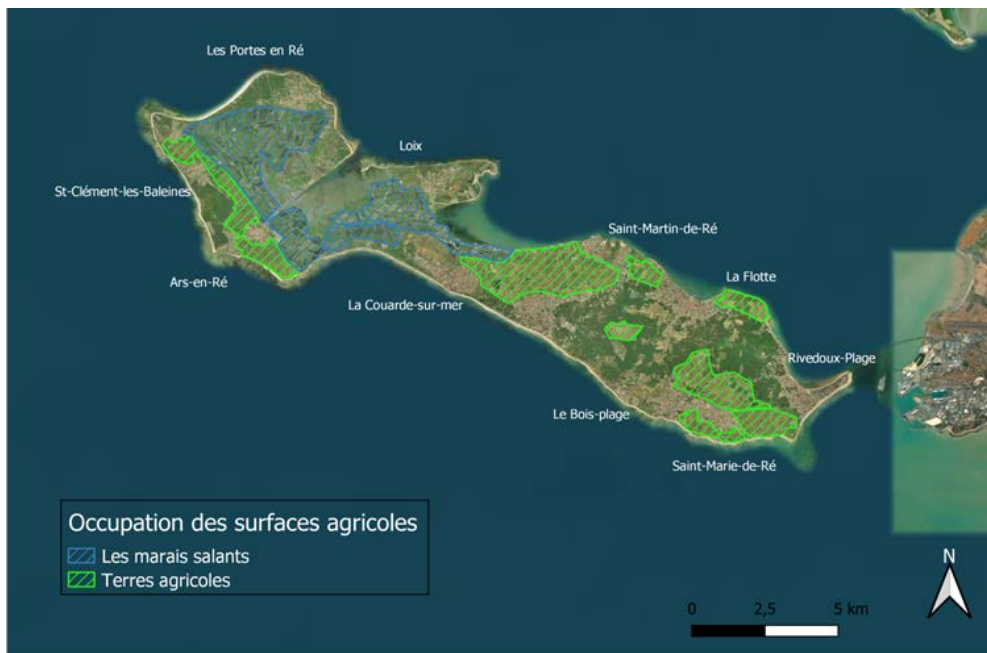 Les Portes en Ré
Loix
St-Clément-les-Baleines
Saint-Martin-de-Ré
La Flotte
Ars-en-Ré
La Couarde-sur-mer
Rivedoux-Plage
Le Bois-plage
Saint-Marie-de-Ré
Occupation des surfaces agricoles
Les marais salants
Terres agricoles
N
0 2,5 5 km